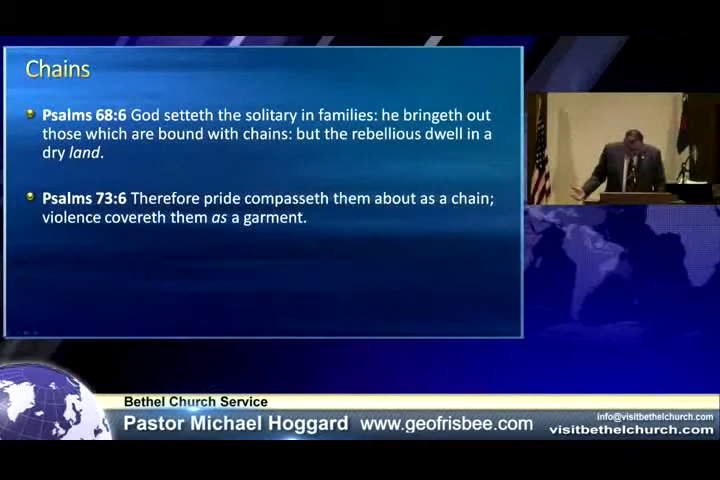 Chains
Psalms 68:6 God setteth the solitary in families: he bringeth out
those which are bound with chains: but the rebellious dwell in a
dry land.
Psalms 73:6 Therefore pride compasseth them about as a chain;
violence covereth them as a garment.
Bethel Church Service
Pastor Michael Hoggard www.geofrisbee.com
info@visitbethelchurch.com
visitbethelchurch.com